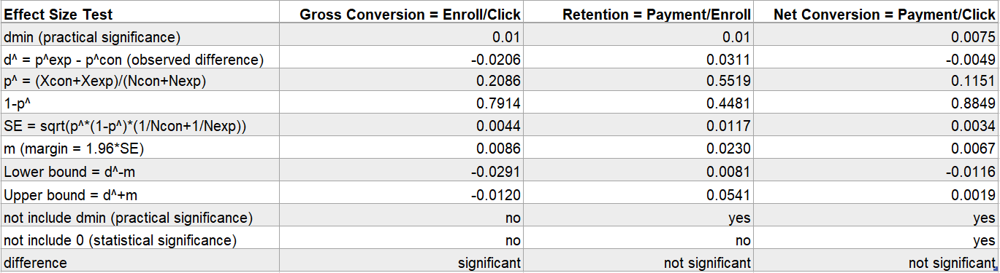 Effect Size Test Gross Conversion = Enroll/Click Retention = Payment/Enroll Net Conversion = Payment/Click
dmin (practical significance) 0.01 0.01 0.0075
d^ = p^exp - p^con (observed difference) -0.0206 0.0311 -0.0049
p^ = (Xcon+Xexp)/(Ncon+Nexp) 0.2086 0.5519 0.1151
1-p^ 0.7914 0.4481 0.8849
SE = sqrt(p^*(1-p^)*(1/Ncon+1/Nexp)) 0.0044 0.0117 0.0034
m (margin = 1.96*SE) 0.0086 0.0230 0.0067
Lower bound = d^-m -0.0291 0.0081 -0.0116
Upper bound = d^+m -0.0120 0.0541 0.0019
not include dmin (practical significance) no yes yes
not include 0 (statistical significance) no no yes
difference significant not significant not significant